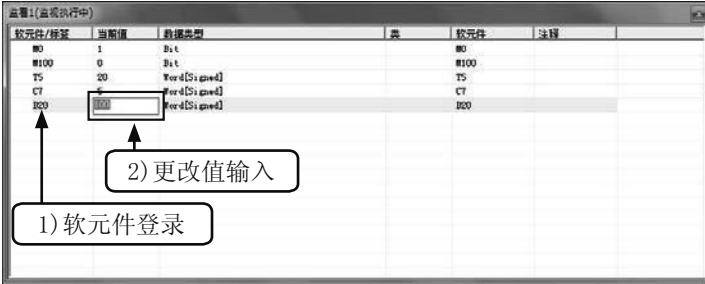 监看1(监视执行中)
软元件/标签 当前值 数据类型 类 软元件 注释
M0 1 Bit M0
M100 0 Bit M100
T5 20 Word[Signed] T5
C7 5 Word[Signed] C7
D20 Word[Signed] D20
2)更改值输入
1)软元件登录